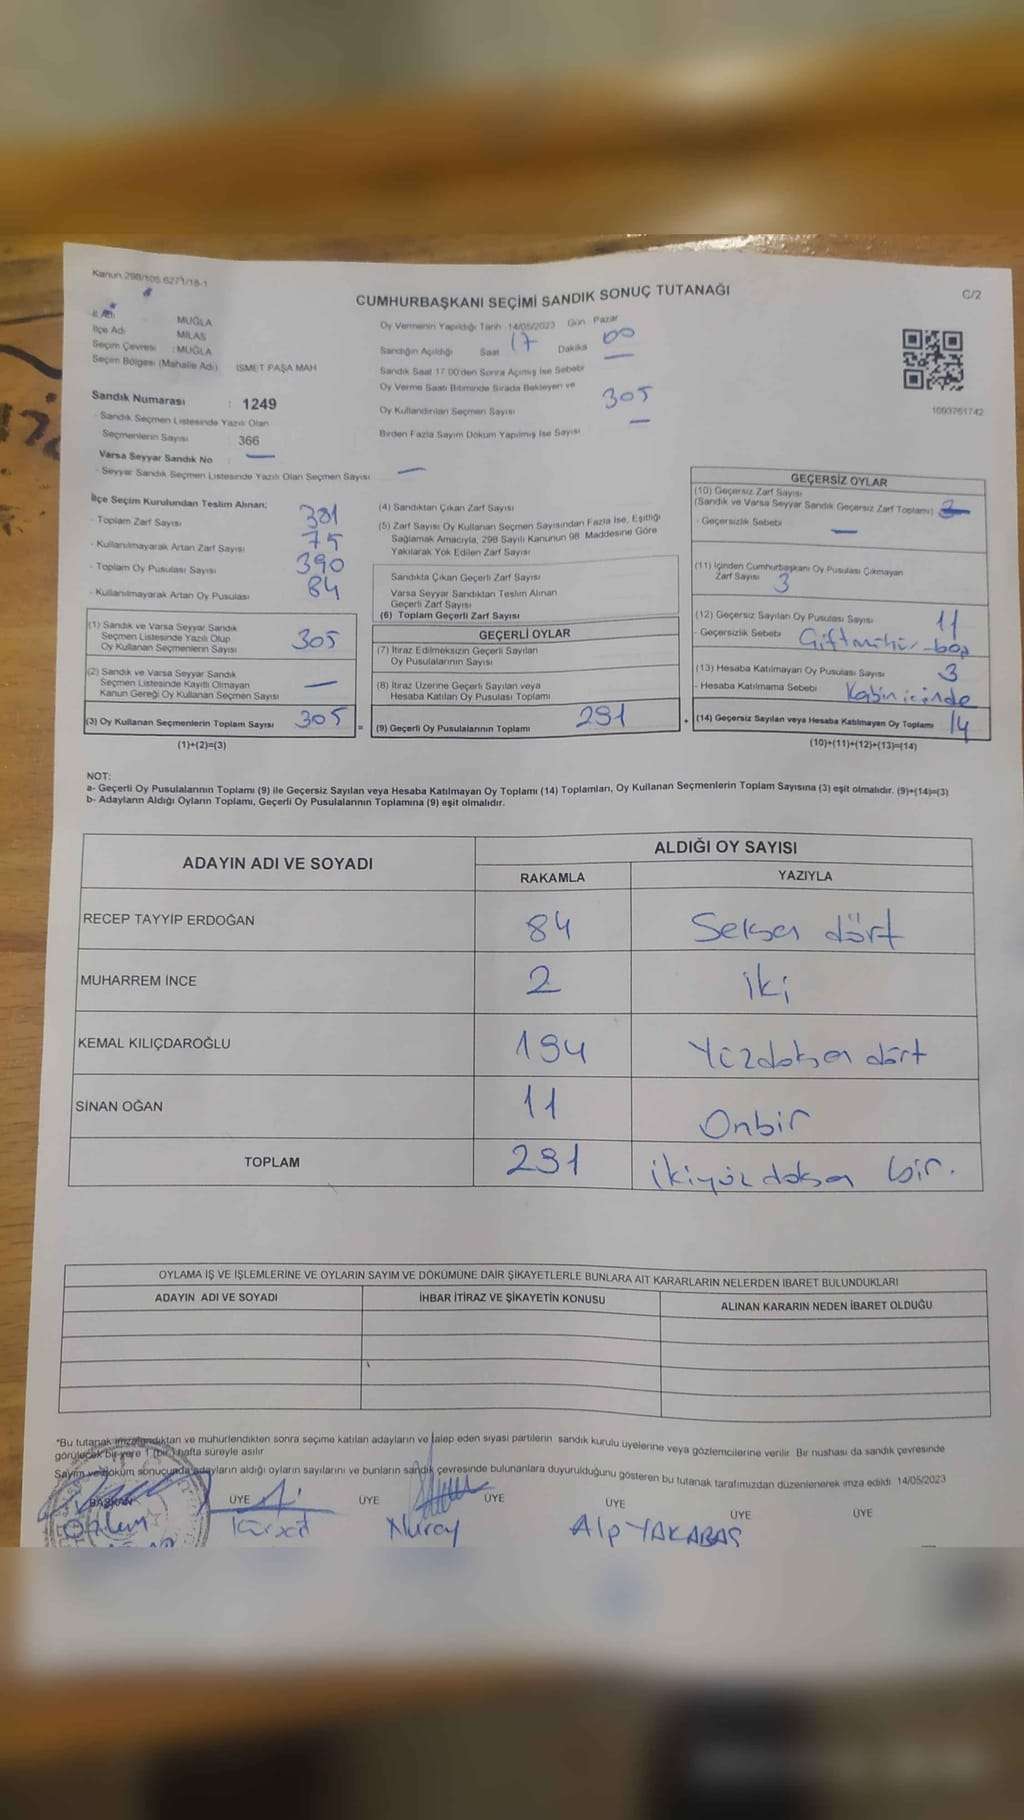 Kanun.298/105.627/1/18-1
CUMHURBAŞKANI SEÇİMİ SANDIK SONUÇ TUTANAĞI
C/2
İl Adı MUĞLA
İlçe Adı MİLAS
Seçim Çevresi : MUĞLA
Seçim Bölgesi (Mahalle Adı) İSMET PAŞA MAH
Sandık Numarası : 1249
- Sandık Seçmen Listesinde Yazılı Olan
Seçmenlerin Sayısı 366
Varsa Seyyar Sandık No : —
- Seyyar Sandık Seçmen Listesinde Yazılı Olan Seçmen Sayısı —
Oy Vermenin Yapıldığı Tarih 14/05/2023 Gün Pazar
Sandığın Açıldığı Saat 17 Dakika 00
Sandık Saat 17:00'den Sonra Açımış İse Sebebi —
Oy Verme Saati Bitiminde Sırada Bekleyen ve
Oy Kullandırılan Seçmen Sayısı 305
Birden Fazla Sayım Döküm Yapılmış İse Sayısı —
1093761742
İlçe Seçim Kurulundan Teslim Alınan;
- Toplam Zarf Sayısı 381
- Kullanılmayarak Artan Zarf Sayısı 75
- Toplam Oy Pusulası Sayısı 390
- Kullanılmayarak Artan Oy Pusulası 84
(1) Sandık ve Varsa Seyyar Sandık
Seçmen Listesinde Yazılı Olup
Oy Kullanan Seçmenlerin Sayısı 305
(2) Sandık ve Varsa Seyyar Sandık
Seçmen Listesinde Kayıtlı Olmayan
Kanun Gereği Oy Kullanan Seçmen Sayısı —
(3) Oy Kullanan Seçmenlerin Toplam Sayısı 305 =
(1)+(2)=(3)
(4) Sandıktan Çıkan Zarf Sayısı
(5) Zarf Sayısı Oy Kullanan Seçmen Sayısından Fazla İse, Eşitliği
Sağlamak Amacıyla, 298 Sayılı Kanunun 98. Maddesine Göre
Yakılarak Yok Edilen Zarf Sayısı
Sandıkta Çıkan Geçerli Zarf Sayısı
Varsa Seyyar Sandıktan Teslim Alınan
Geçerli Zarf Sayısı
(6) Toplam Geçerli Zarf Sayısı
GEÇERLİ OYLAR
(7) İtiraz Edilmeksizin Geçerli Sayılan
Oy Pusulalarının Sayısı
(8) İtiraz Üzerine Geçerli Sayılan veya
Hesaba Katılan Oy Pusulası Toplamı
(9) Geçerli Oy Pusulalarının Toplamı 291 +
GEÇERSİZ OYLAR
(10) Geçersiz Zarf Sayısı
(Sandık ve Varsa Seyyar Sandık Geçersiz Zarf Toplamı)
- Geçersizlik Sebebi —
(11) İçinden Cumhurbaşkanı Oy Pusulası Çıkmayan
Zarf Sayısı 3
(12) Geçersiz Sayılan Oy Pusulası Sayısı 11
- Geçersizlik Sebebi Çiftmühür-boş
(13) Hesaba Katılmayan Oy Pusulası Sayısı 3
- Hesaba Katılmama Sebebi Kabin içinde
(14) Geçersiz Sayılan veya Hesaba Katılmayan Oy Toplamı 14
(10)+(11)+(12)+(13)=(14)
NOT:
a- Geçerli Oy Pusulalarının Toplamı (9) ile Geçersiz Sayılan veya Hesaba Katılmayan Oy Toplamı (14) Toplamları, Oy Kullanan Seçmenlerin Toplam Sayısına (3) eşit olmalıdır. (9)+(14)=(3)
b- Adayların Aldığı Oyların Toplamı, Geçerli Oy Pusulalarının Toplamına (9) eşit olmalıdır.
ADAYIN ADI VE SOYADI ALDIĞI OY SAYISI
RAKAMLA YAZIYLA
RECEP TAYYİP ERDOĞAN 84 Seksen dört
MUHARREM İNCE 2 iki
KEMAL KILIÇDAROĞLU 194 Yüzdoksen dört
SİNAN OĞAN 11 Onbir
TOPLAM 291 ikiyüz doksan bir.
OYLAMA İŞ VE İŞLEMLERİNE VE OYLARIN SAYIM VE DÖKÜMÜNE DAİR ŞİKAYETLERLE BUNLARA AİT KARARLARIN NELERDEN İBARET BULUNDUKLARI
ADAYIN ADI VE SOYADI İHBAR İTİRAZ VE ŞİKAYETİN KONUSU ALINAN KARARIN NEDEN İBARET OLDUĞU
*Bu tutanak imzalandıktan ve mühürlendikten sonra seçime katılan adayların ve talep eden siyasi partilerin sandık kurulu üyelerine veya gözlemcilerine verilir. Bir nüshası da sandık çevresinde
görülecek bir yere 1 (bir) hafta süreyle asılır.
Sayım ve döküm sonucunda adayların aldığı oyların sayılarını ve bunların sandık çevresinde bulunanlara duyurulduğunu gösteren bu tutanak tarafımızdan düzenlenerek imza edildi. 14/05/2023
BAŞKAN ÜYE ÜYE ÜYE ÜYE ÜYE ÜYE
Özlem Kürşat Nuray Alp YAKABAŞ